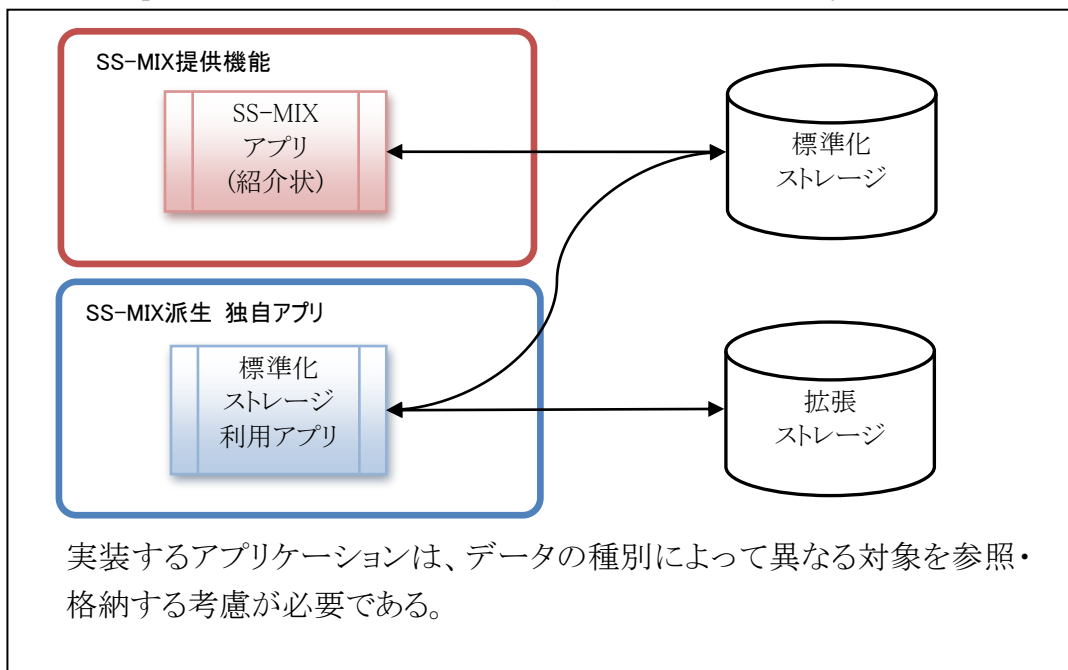 SS-MIX提供機能
SS-MIX
アプリ
(紹介状)
標準化
ストレージ
SS-MIX派生 独自アプリ
標準化
ストレージ
利用アプリ
拡張
ストレージ
実装するアプリケーションは、データの種別によって異なる対象を参照・
格納する考慮が必要である。